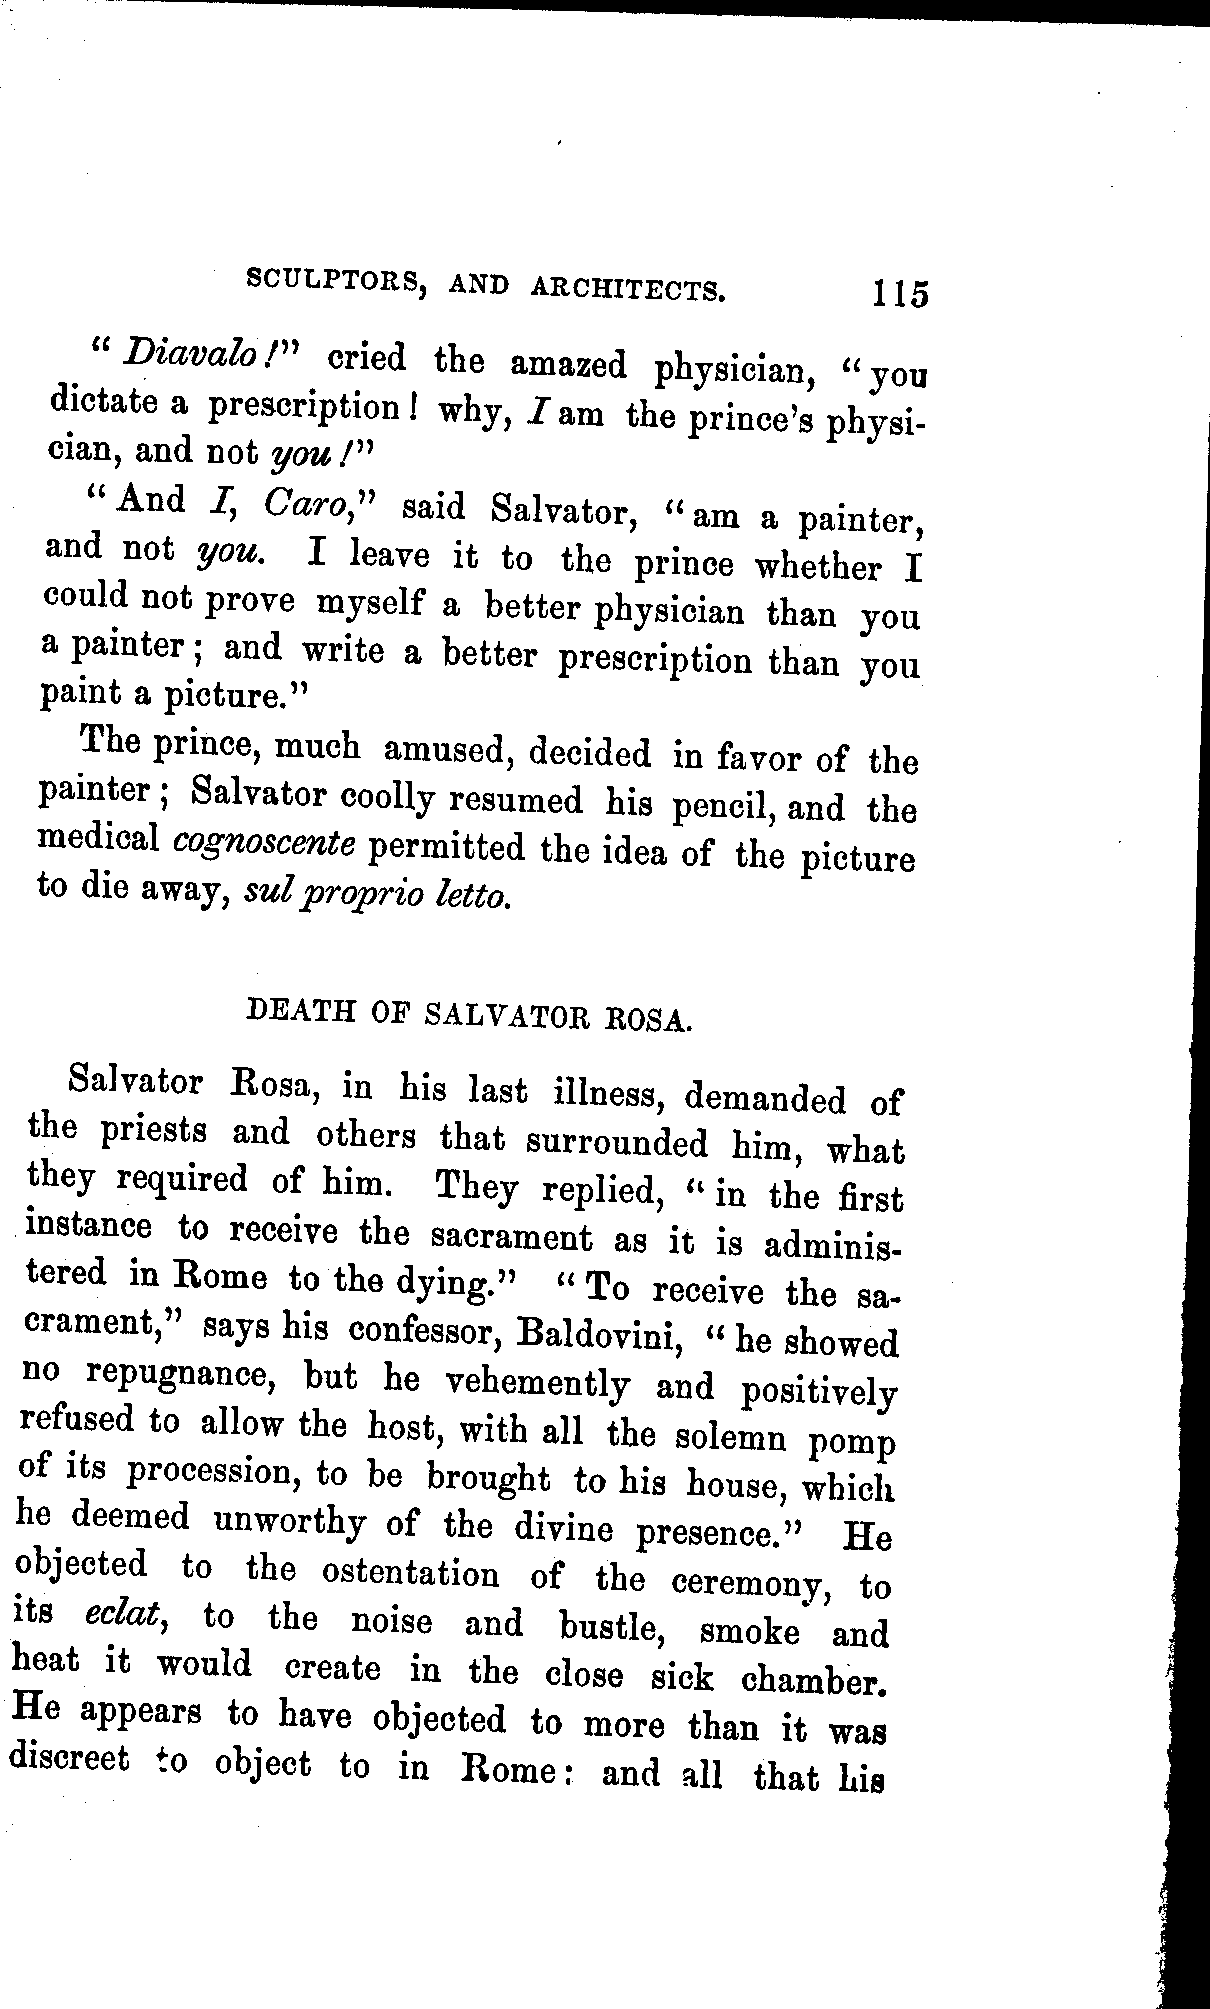 SCULPTORS, AND ARCHITECTS. 115
" Diavalo !" cried the amazed physician, " you
dictate a prescription ! why, I am the prince's physi-
cian, and not you !"
" And I, Caro," said Salvator, " am a painter,
and not you. I leave it to the prince whether I
could not prove myself a better physician than you
a painter ; and write a better prescription than you
paint a picture."
The prince, much amused, decided in favor of the
painter ; Salvator coolly resumed his pencil, and the
medical cognoscente permitted the idea of the picture
to die away, sul proprio letto.
DEATH OF SALVATOR ROSA.
Salvator Rosa, in his last illness, demanded of
the priests and others that surrounded him, what
they required of him. They replied, " in the first
instance to receive the sacrament as it is adminis-
tered in Rome to the dying." " To receive the sa-
crament," says his confessor, Baldovini, " he showed
no repugnance, but he vehemently and positively
refused to allow the host, with all the solemn pomp
of its procession, to be brought to his house, which
he deemed unworthy of the divine presence." He
objected to the ostentation of the ceremony, to
its eclat, to the noise and bustle, smoke and
heat it would create in the close sick chamber.
He appears to have objected to more than it was
discreet to object to in Rome: and all that his